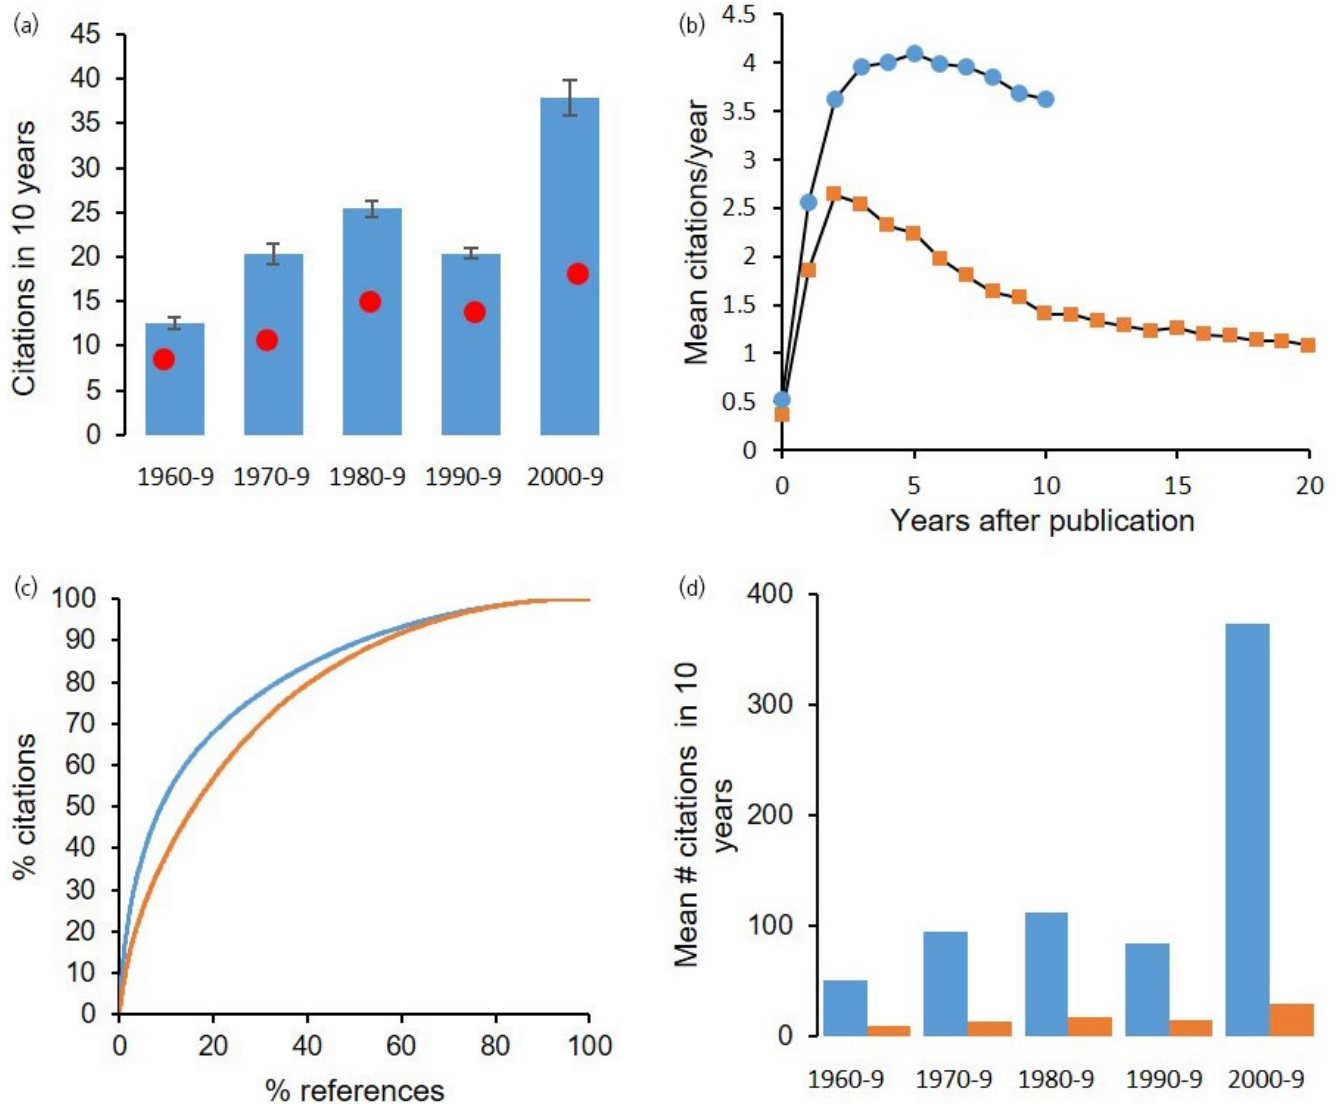 (a)
Citations in 10 years
45
40
35
30
25
20
15
10
5
0
1960-9 1970-9 1980-9 1990-9 2000-9
(b)
Mean citations/year
4.5
4
3.5
3
2.5
2
1.5
1
0.5
0
0 5 10 15 20
Years after publication
(c)
% citations
100
90
80
70
60
50
40
30
20
10
0
0 20 40 60 80 100
% references
(d)
Mean # citations in 10
years
400
300
200
100
0
1960-9 1970-9 1980-9 1990-9 2000-9